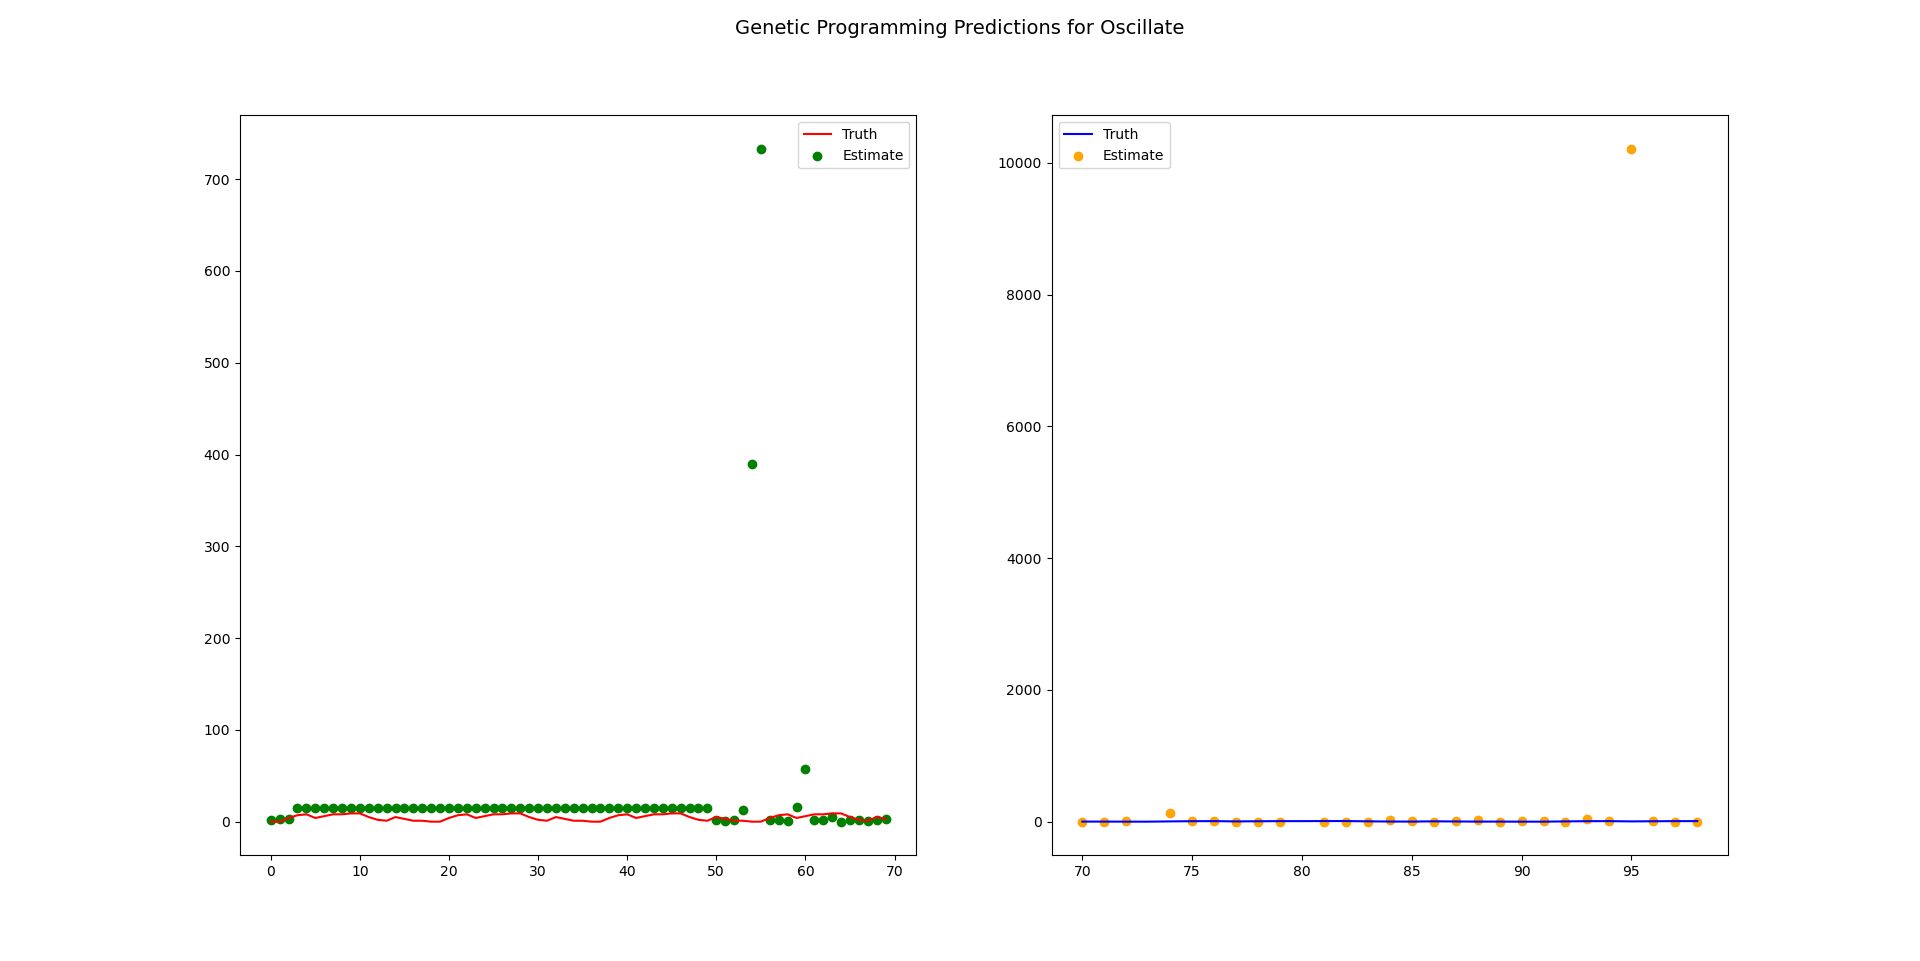 Genetic Programming Predictions for Oscillate
Truth
Estimate
700
600
500
400
300
200
100
0
0 10 20 30 40 50 60 70
Truth
Estimate
10000
8000
6000
4000
2000
0
70 75 80 85 90 95